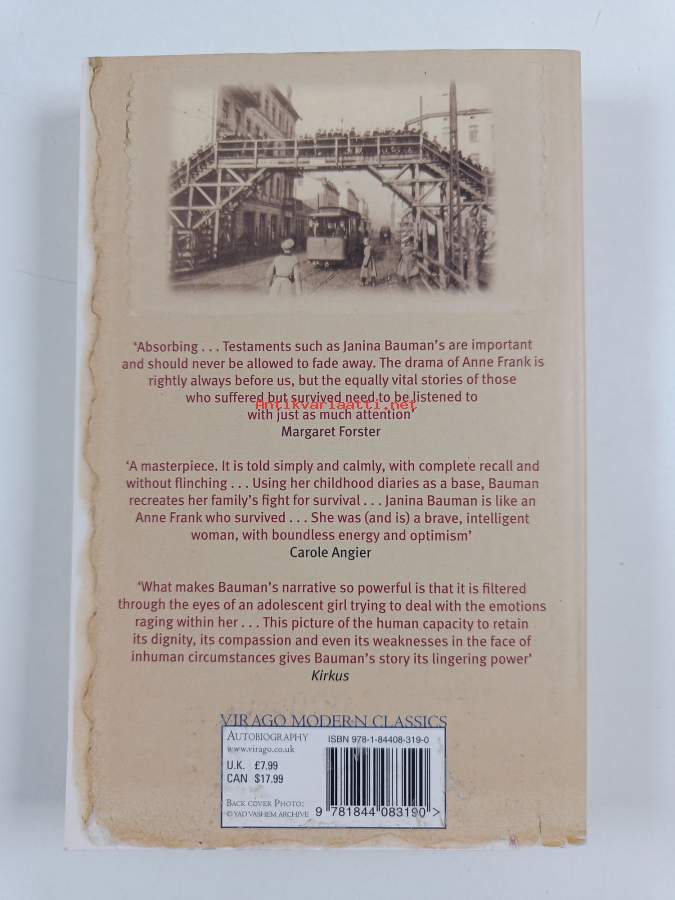 ‘Absorbing . . . Testaments such as Janina Bauman’s are important
and should never be allowed to fade away. The drama of Anne Frank is
rightly always before us, but the equally vital stories of those
who suffered but survived need to be listened to
Antikvariaatti.net
with just as much attention’
Margaret Forster
‘A masterpiece. It is told simply and calmly, with complete recall and
without flinching . . . Using her childhood diaries as a base, Bauman
recreates her family’s fight for survival . . . Janina Bauman is like an
Anne Frank who survived . . . She was (and is) a brave, intelligent
woman, with boundless energy and optimism’
Carole Angier
‘What makes Bauman’s narrative so powerful is that it is filtered
through the eyes of an adolescent girl trying to deal with the emotions
raging within her . . . This picture of the human capacity to retain
its dignity, its compassion and even its weaknesses in the face of
inhuman circumstances gives Bauman’s story its lingering power’
Kirkus
VIRAGO MODERN CLASSICS
AUTOBIOGRAPHY
www.virago.co.uk
U.K. £7.99
CAN $17.99
BACK COVER PHOTO:
© YAD VASHEM ARCHIVE
ISBN 978-1-84408-319-0
9 781844 083190 >